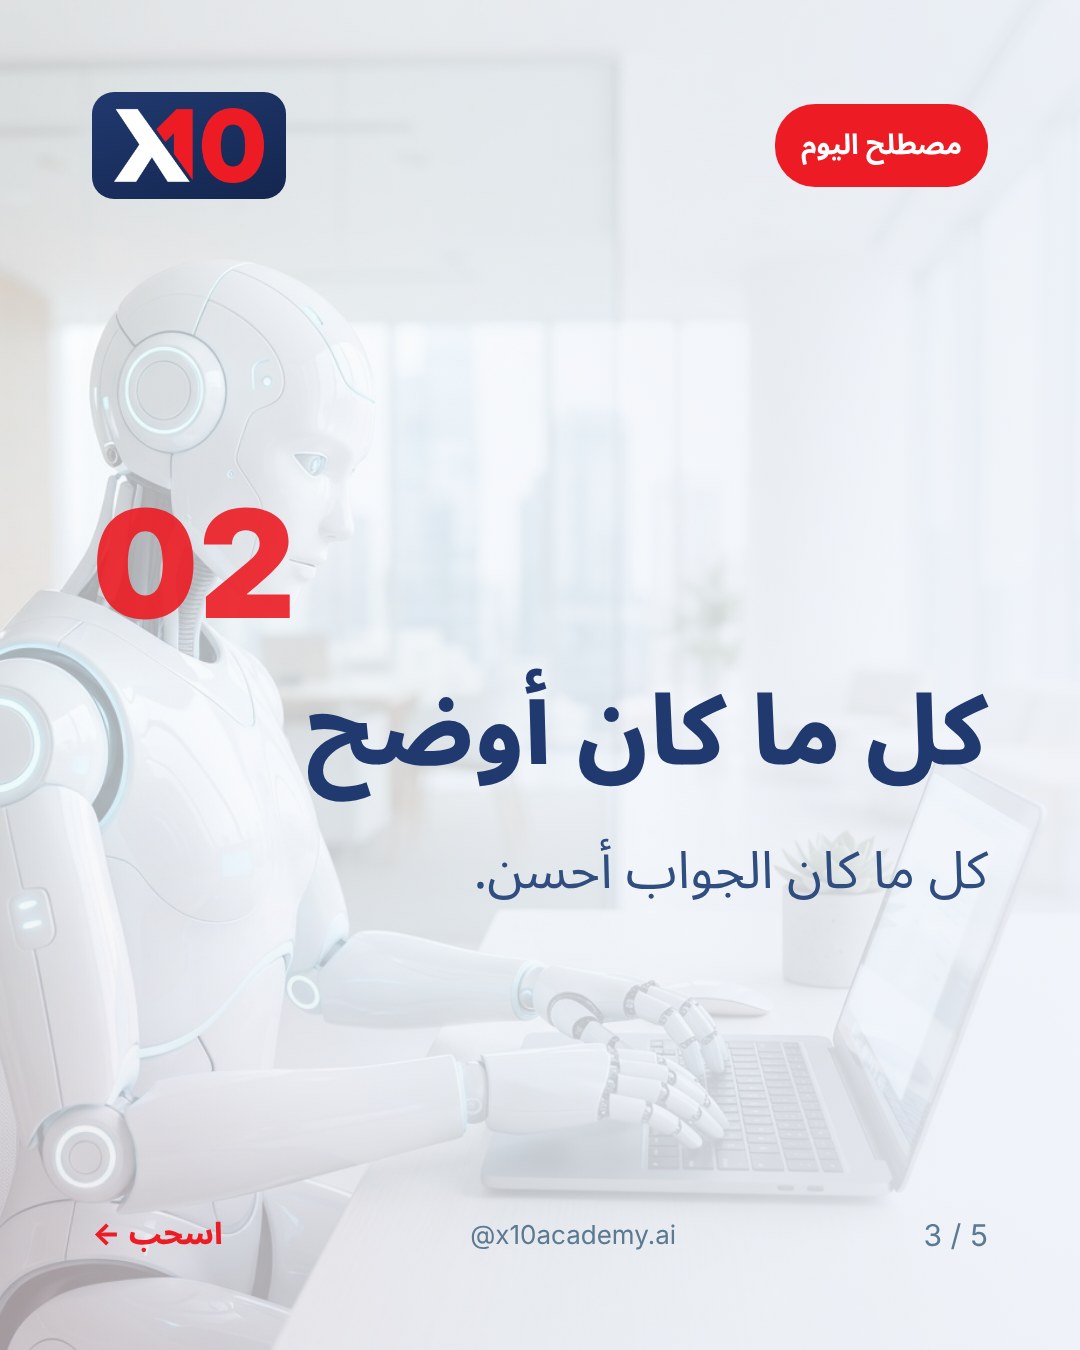 X10
مصطلح اليوم
02
كل ما كان أوضح
كل ما كان الجواب أحسن.
اسحب ←
@x10academy.ai
3 / 5